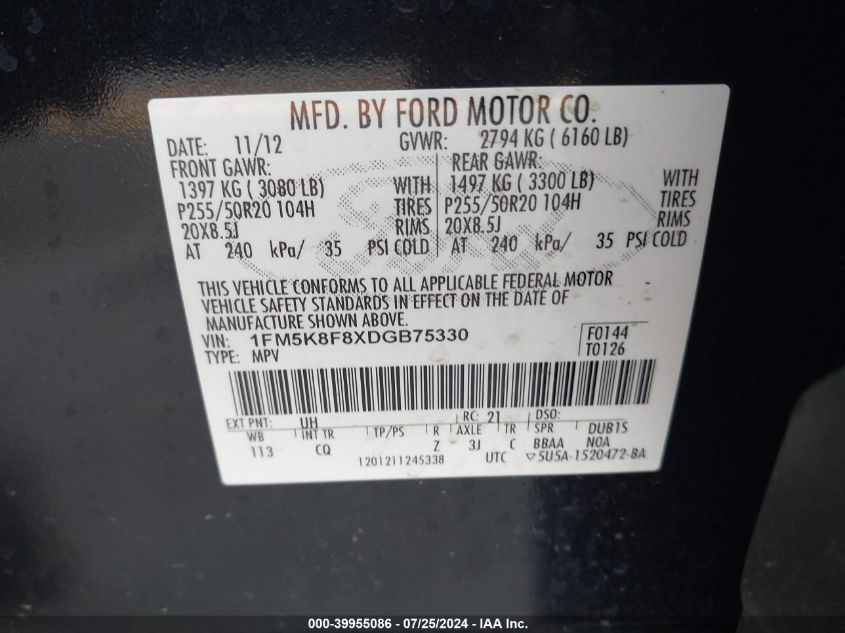 MFD. BY FORD MOTOR CO.
DATE: 11/12 GVWR: 2794 KG ( 6160 LB)
FRONT GAWR: REAR GAWR:
1397 KG ( 3080 LB) WITH 1497 KG ( 3300 LB) WITH
P255/50R20 104H TIRES P255/50R20 104H TIRES
20X8.5J RIMS 20X8.5J RIMS
AT 240 kPa/ 35 PSI COLD AT 240 kPa/ 35 PSI COLD
THIS VEHICLE CONFORMS TO ALL APPLICABLE FEDERAL MOTOR
VEHICLE SAFETY STANDARDS IN EFFECT ON THE DATE OF
MANUFACTURE SHOWN ABOVE.
VIN: 1FM5K8F8XDGB75330 F0144
TYPE: MPV T0126
EXT PNT: UH RC: 21 DSO:
WB INT TR TP/PS R AXLE TR SPR DUB1S
113 CQ Z 3J C BBAA NOA
1201211245338 UTC ▽5U5A-1520472-BA
000-39955086 - 07/25/2024 - IAA Inc.